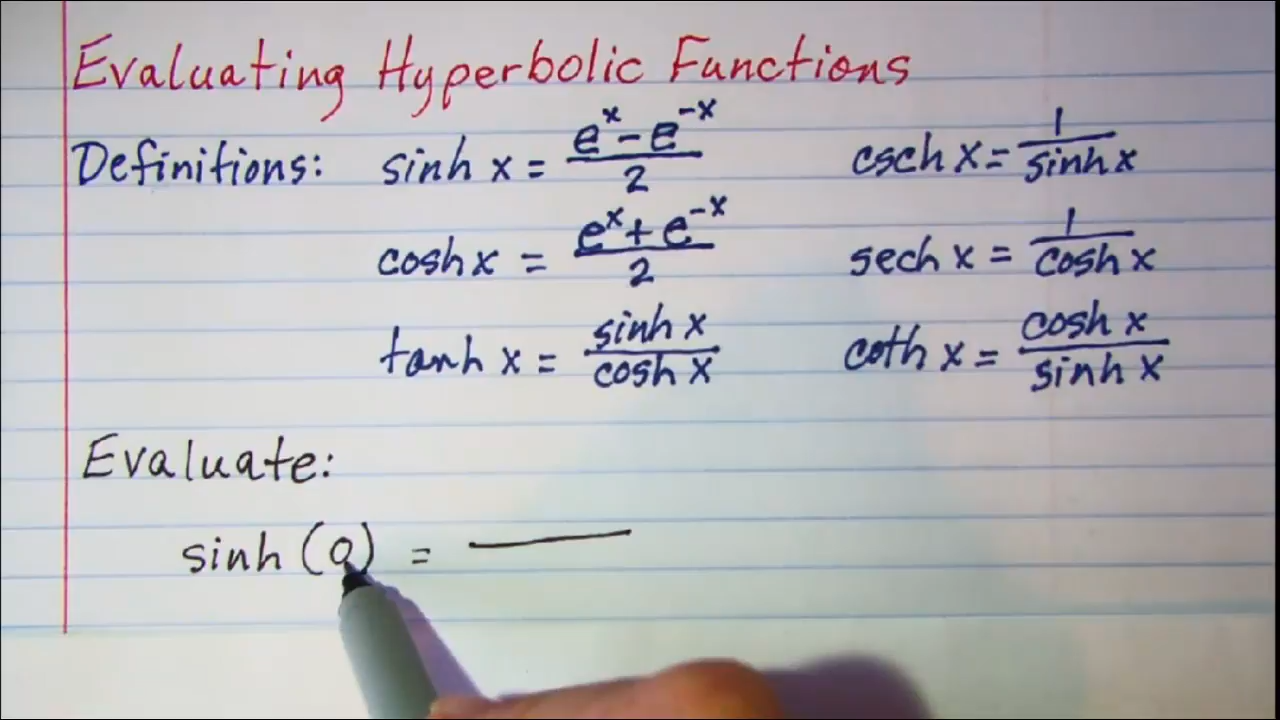 Evaluating Hyperbolic Functions
Definitions: sinh x = (e^x - e^-x)/2 csch x = 1/(sinh x)
cosh x = (e^x + e^-x)/2 sech x = 1/(cosh x)
tanh x = (sinh x)/(cosh x) coth x = (cosh x)/(sinh x)
Evaluate:
sinh (0) =